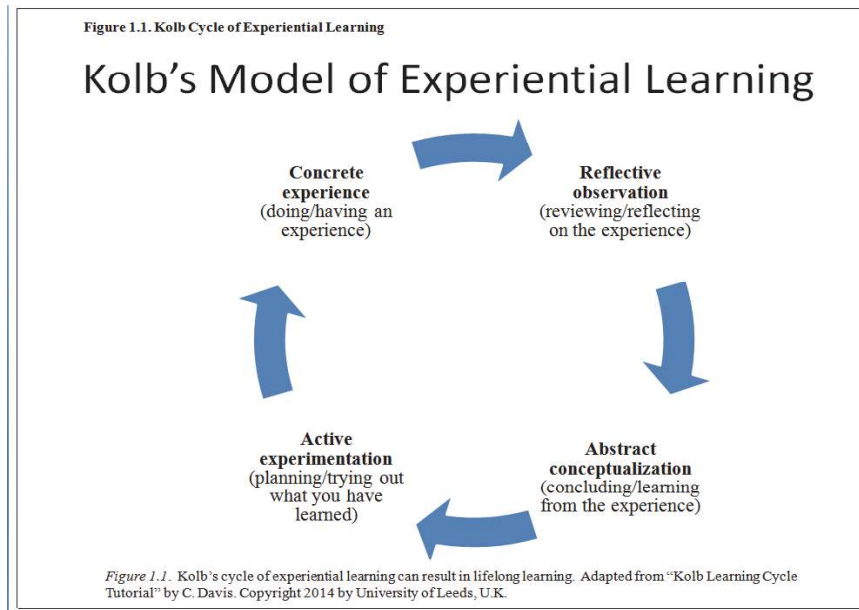 Figure 1.1. Kolb Cycle of Experiential Learning
Kolb's Model of Experiential Learning
Concrete
experience
(doing/having an
experience)
Reflective
observation
(reviewing/reflecting
on the experience)
Abstract
conceptualization
(concluding/learning
from the experience)
Active
experimentation
(planning/trying out
what you have
learned)
Figure 1.1. Kolb's cycle of experiential learning can result in lifelong learning. Adapted from “Kolb Learning Cycle
Tutorial” by C. Davis. Copyright 2014 by University of Leeds, U.K.